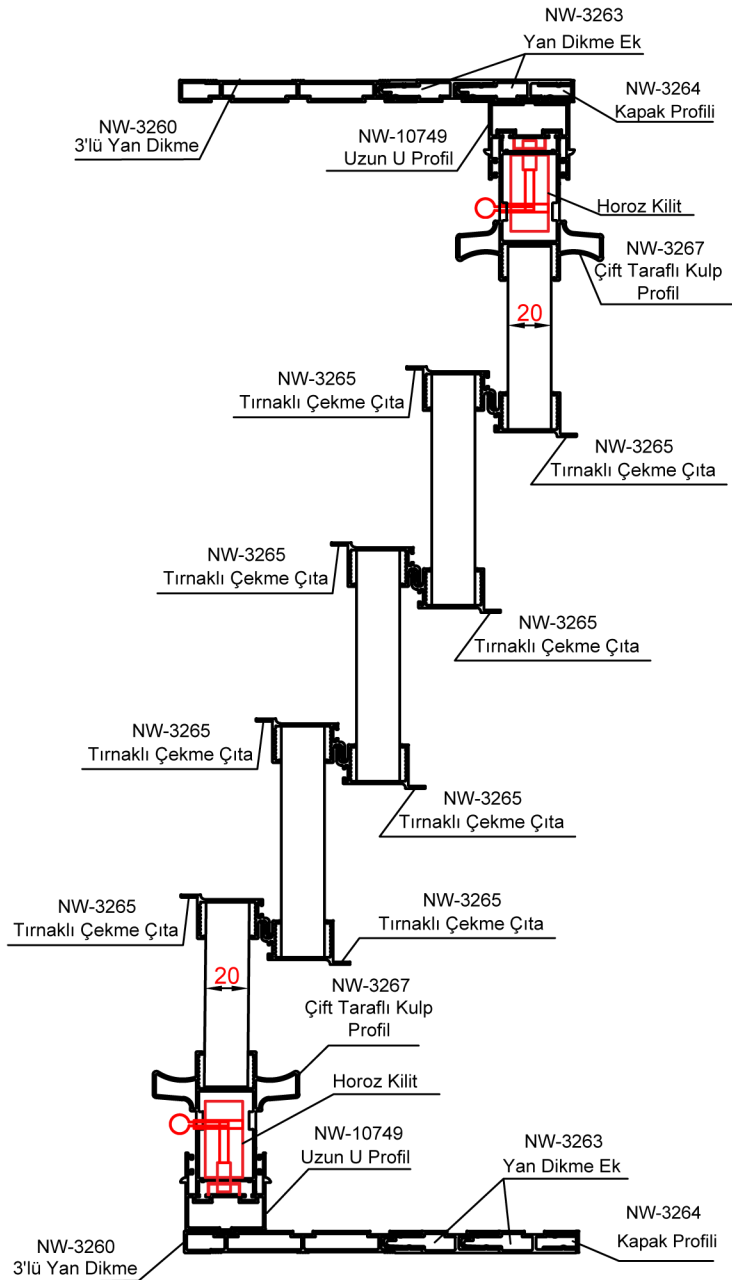 NW-3263
Yan Dikme Ek
NW-3264
Kapak Profili
NW-3260
3'lü Yan Dikme
NW-10749
Uzun U Profil
Horoz Kilit
NW-3267
Çift Taraflı Kulp
Profil
20
NW-3265
Tırnaklı Çekme Çıta
NW-3265
Tırnaklı Çekme Çıta
NW-3265
Tırnaklı Çekme Çıta
NW-3265
Tırnaklı Çekme Çıta
NW-3265
Tırnaklı Çekme Çıta
NW-3265
Tırnaklı Çekme Çıta
NW-3265
Tırnaklı Çekme Çıta
NW-3265
Tırnaklı Çekme Çıta
20
NW-3267
Çift Taraflı Kulp
Profil
Horoz Kilit
NW-10749
Uzun U Profil
NW-3263
Yan Dikme Ek
NW-3264
Kapak Profili
NW-3260
3'lü Yan Dikme